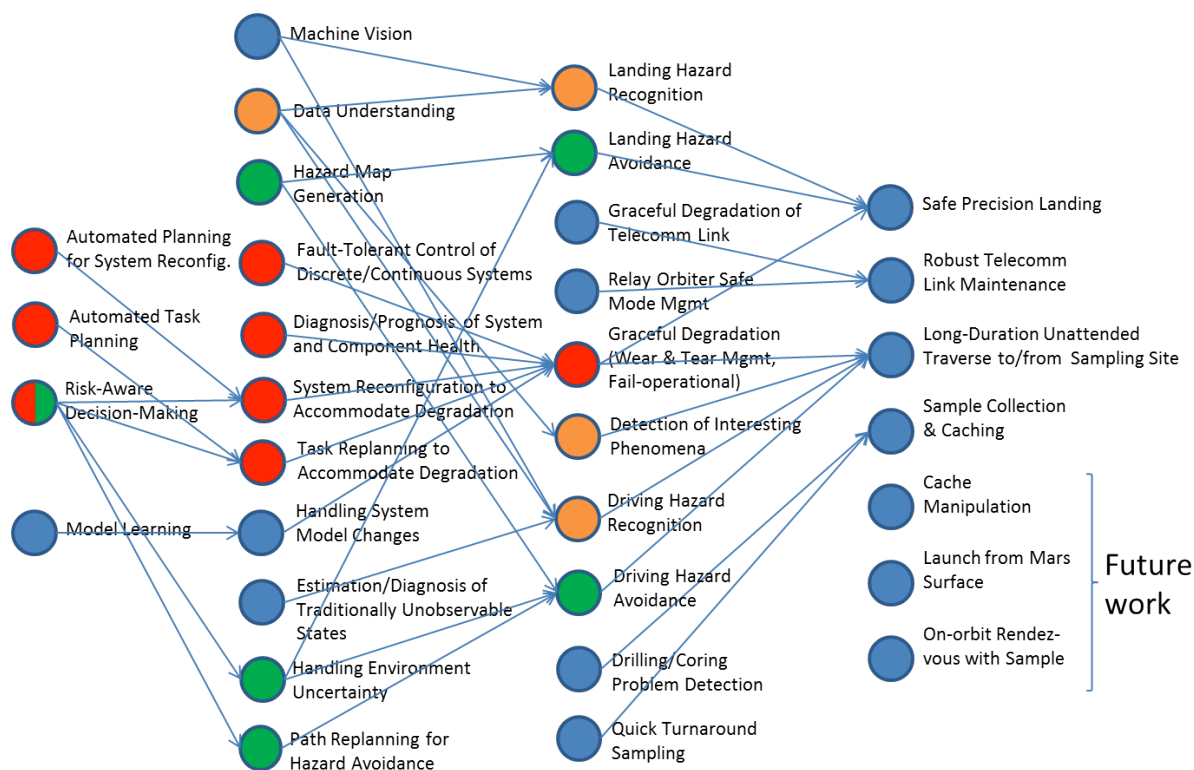 Machine Vision
Data Understanding
Hazard Map
Generation
Automated Planning
for System Reconfig.
Automated Task
Planning
Risk-Aware
Decision-Making
Model Learning
Fault-Tolerant Control of
Discrete/Continuous Systems
Diagnosis/Prognosis of System
and Component Health
System Reconfiguration to
Accommodate Degradation
Task Replanning to
Accommodate Degradation
Handling System
Model Changes
Estimation/Diagnosis of
Traditionally Unobservable
States
Handling Environment
Uncertainty
Path Replanning for
Hazard Avoidance
Landing Hazard
Recognition
Landing Hazard
Avoidance
Graceful Degradation of
Telecomm Link
Relay Orbiter Safe
Mode Mgmt
Graceful Degradation
(Wear & Tear Mgmt,
Fail-operational)
Detection of Interesting
Phenomena
Driving Hazard
Recognition
Driving Hazard
Avoidance
Drilling/Coring
Problem Detection
Quick Turnaround
Sampling
Safe Precision Landing
Robust Telecomm
Link Maintenance
Long-Duration Unattended
Traverse to/from Sampling Site
Sample Collection
& Caching
Cache
Manipulation
Launch from Mars
Surface
On-orbit Rendez-
vous with Sample
Future
work